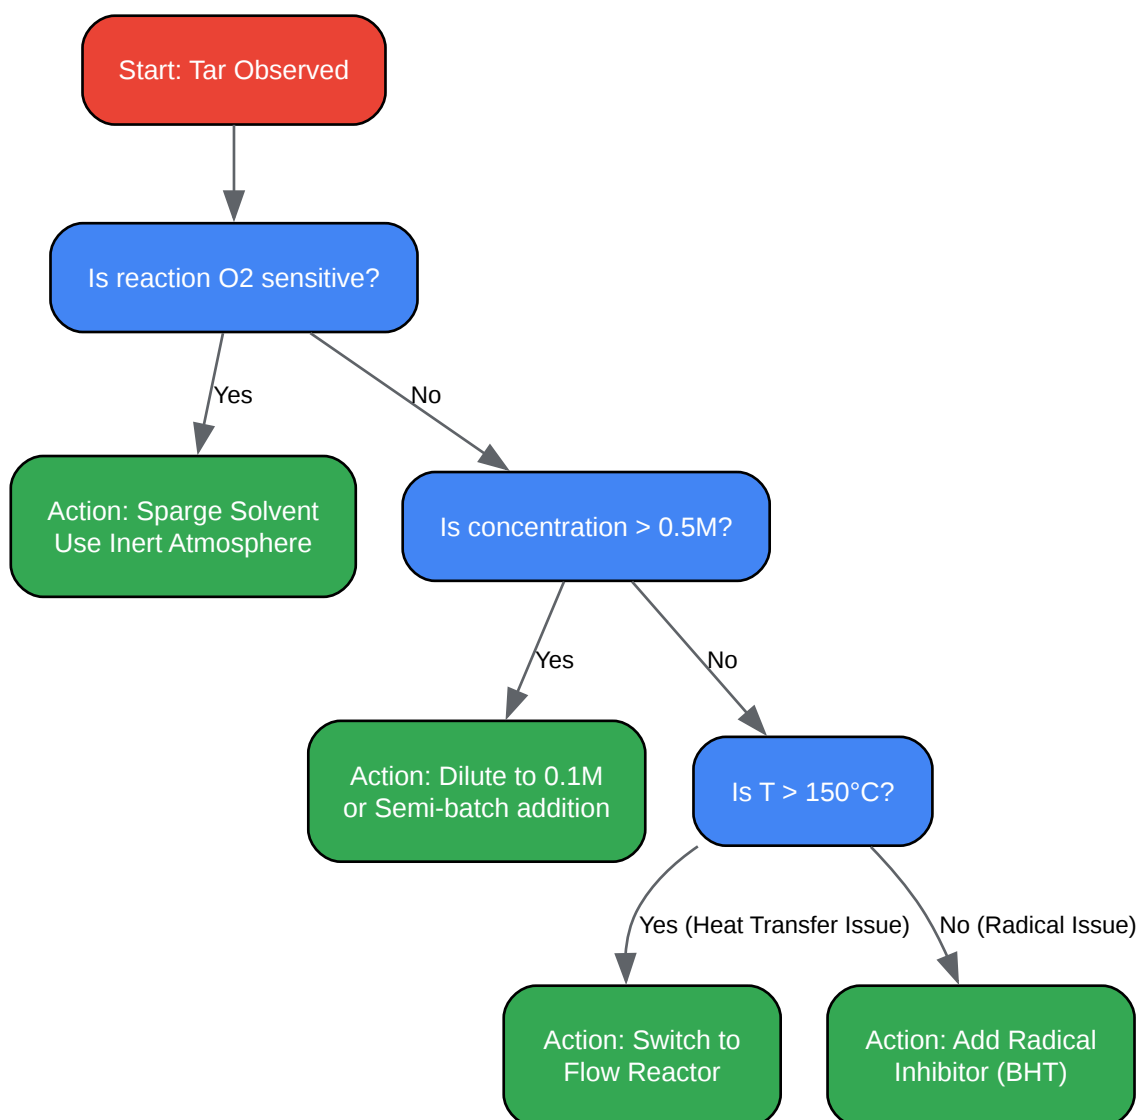 Start: Tar Observed
Is reaction O2 sensitive?
Yes
No
Action: Sparge Solvent
Use Inert Atmosphere
Is concentration > 0.5M?
Yes
No
Action: Dilute to 0.1M
or Semi-batch addition
Is T > 150°C?
Yes (Heat Transfer Issue)
No (Radical Issue)
Action: Switch to
Flow Reactor
Action: Add Radical
Inhibitor (BHT)